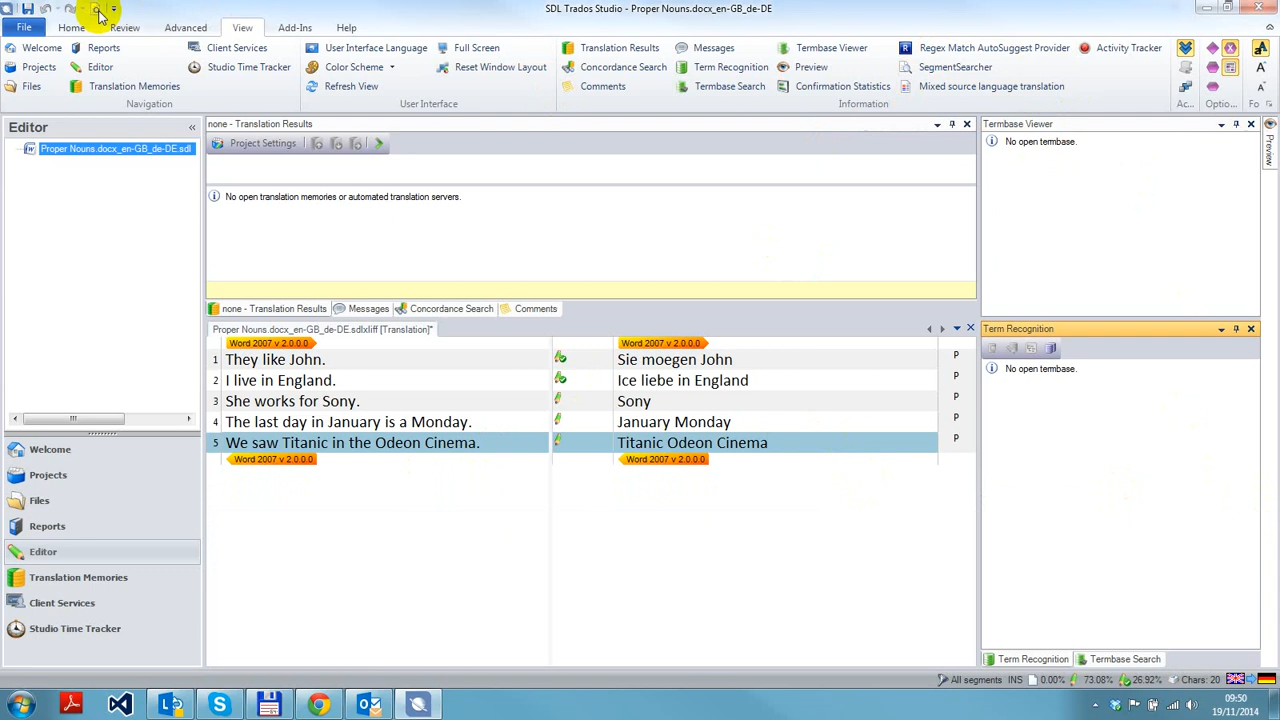 SDL Trados Studio - Proper Nouns.docx_en-GB_de-DE
File Home Review Advanced View Add-Ins Help
Welcome Reports Client Services User Interface Language Full Screen Translation Results Messages Termbase Viewer Regex Match AutoSuggest Provider Activity Tracker
Projects Editor Studio Time Tracker Color Scheme Reset Window Layout Concordance Search Term Recognition Preview SegmentSearcher
Files Translation Memories Refresh View Comments Termbase Search Confirmation Statistics Mixed source language translation
Navigation User Interface Information Ac... Optio... Fo
Editor
Proper Nouns.docx_en-GB_de-DE.sdl
none - Translation Results
Project Settings
No open translation memories or automated translation servers.
Termbase Viewer
No open termbase.
Preview
none - Translation Results Messages Concordance Search Comments
Proper Nouns.docx_en-GB_de-DE.sdlxliff [Translation]*
Word 2007 v 2.0.0.0 Word 2007 v 2.0.0.0
1 They like John. Sie moegen John P
2 I live in England. Ice liebe in England P
3 She works for Sony. Sony P
4 The last day in January is a Monday. January Monday P
5 We saw Titanic in the Odeon Cinema. Titanic Odeon Cinema P
Word 2007 v 2.0.0.0 Word 2007 v 2.0.0.0
Term Recognition
No open termbase.
Welcome
Projects
Files
Reports
Editor
Translation Memories
Client Services
Studio Time Tracker
Term Recognition Termbase Search
All segments INS 0.00% 73.08% 26.92% Chars: 20
09:50
19/11/2014